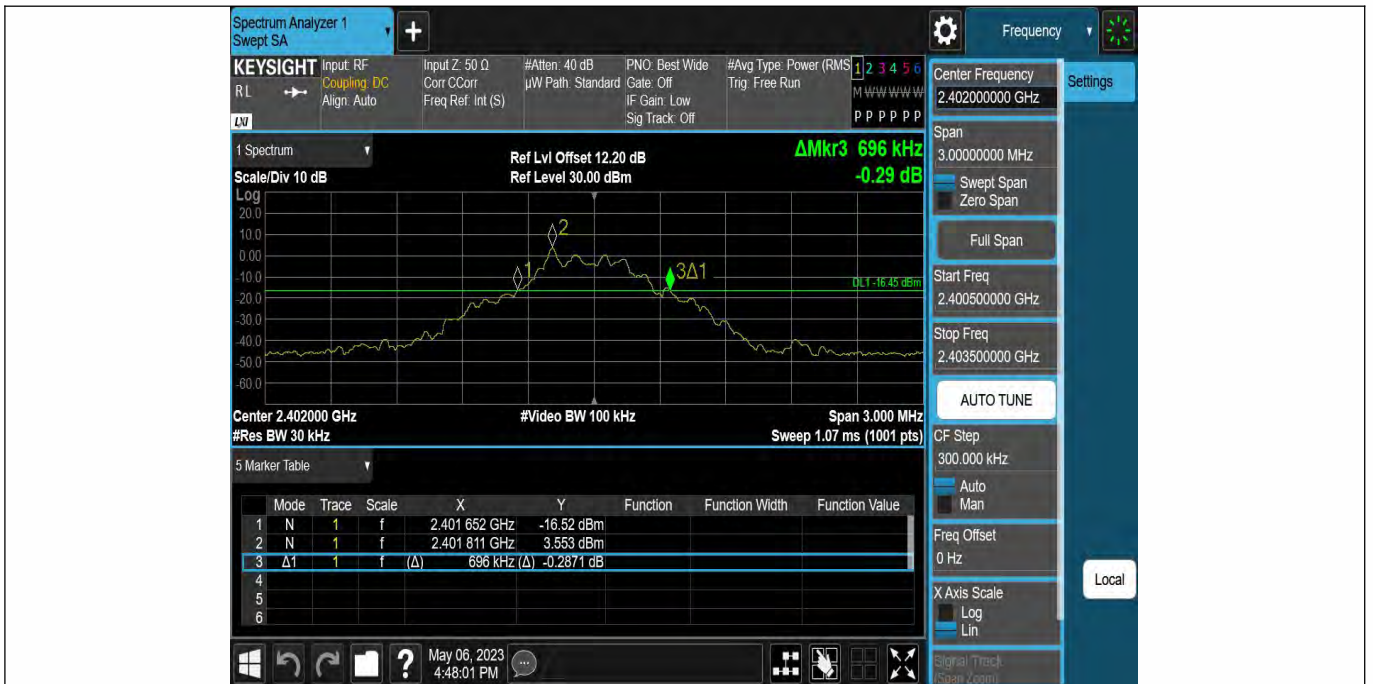 Spectrum Analyzer 1
Swept SA
+
Frequency
KEYSIGHT
RL
LXI
Input: RF
Coupling: DC
Align: Auto
Input Z: 50 Ω
Corr CCorr
Freq Ref: Int (S)
#Atten: 40 dB
µW Path: Standard
PNO: Best Wide
Gate: Off
IF Gain: Low
Sig Track: Off
#Avg Type: Power (RMS
Trig: Free Run
1 2 3 4 5 6
M W W W W W
P P P P P P
1 Spectrum
Scale/Div 10 dB
Ref Lvl Offset 12.20 dB
Ref Level 30.00 dBm
ΔMkr3 696 kHz
-0.29 dB
Log
20.0
10.0
0.00
-10.0
-20.0
-30.0
-40.0
-50.0
-60.0
2
1
3Δ1
DL1 -16.45 dBm
Center 2.402000 GHz
#Video BW 100 kHz
Span 3.000 MHz
#Res BW 30 kHz
Sweep 1.07 ms (1001 pts)
5 Marker Table
Mode Trace Scale X Y Function Function Width Function Value
1 N 1 f 2.401 652 GHz -16.52 dBm
2 N 1 f 2.401 811 GHz 3.553 dBm
3 Δ1 1 f (Δ) 696 kHz (Δ) -0.2871 dB
4
5
6
?
May 06, 2023
4:48:01 PM
Center Frequency
2.402000000 GHz
Settings
Span
3.00000000 MHz
Swept Span
Zero Span
Full Span
Start Freq
2.400500000 GHz
Stop Freq
2.403500000 GHz
AUTO TUNE
CF Step
300.000 kHz
Auto
Man
Freq Offset
0 Hz
X Axis Scale
Log
Lin
Signal Track
(Span Zoom)
Local